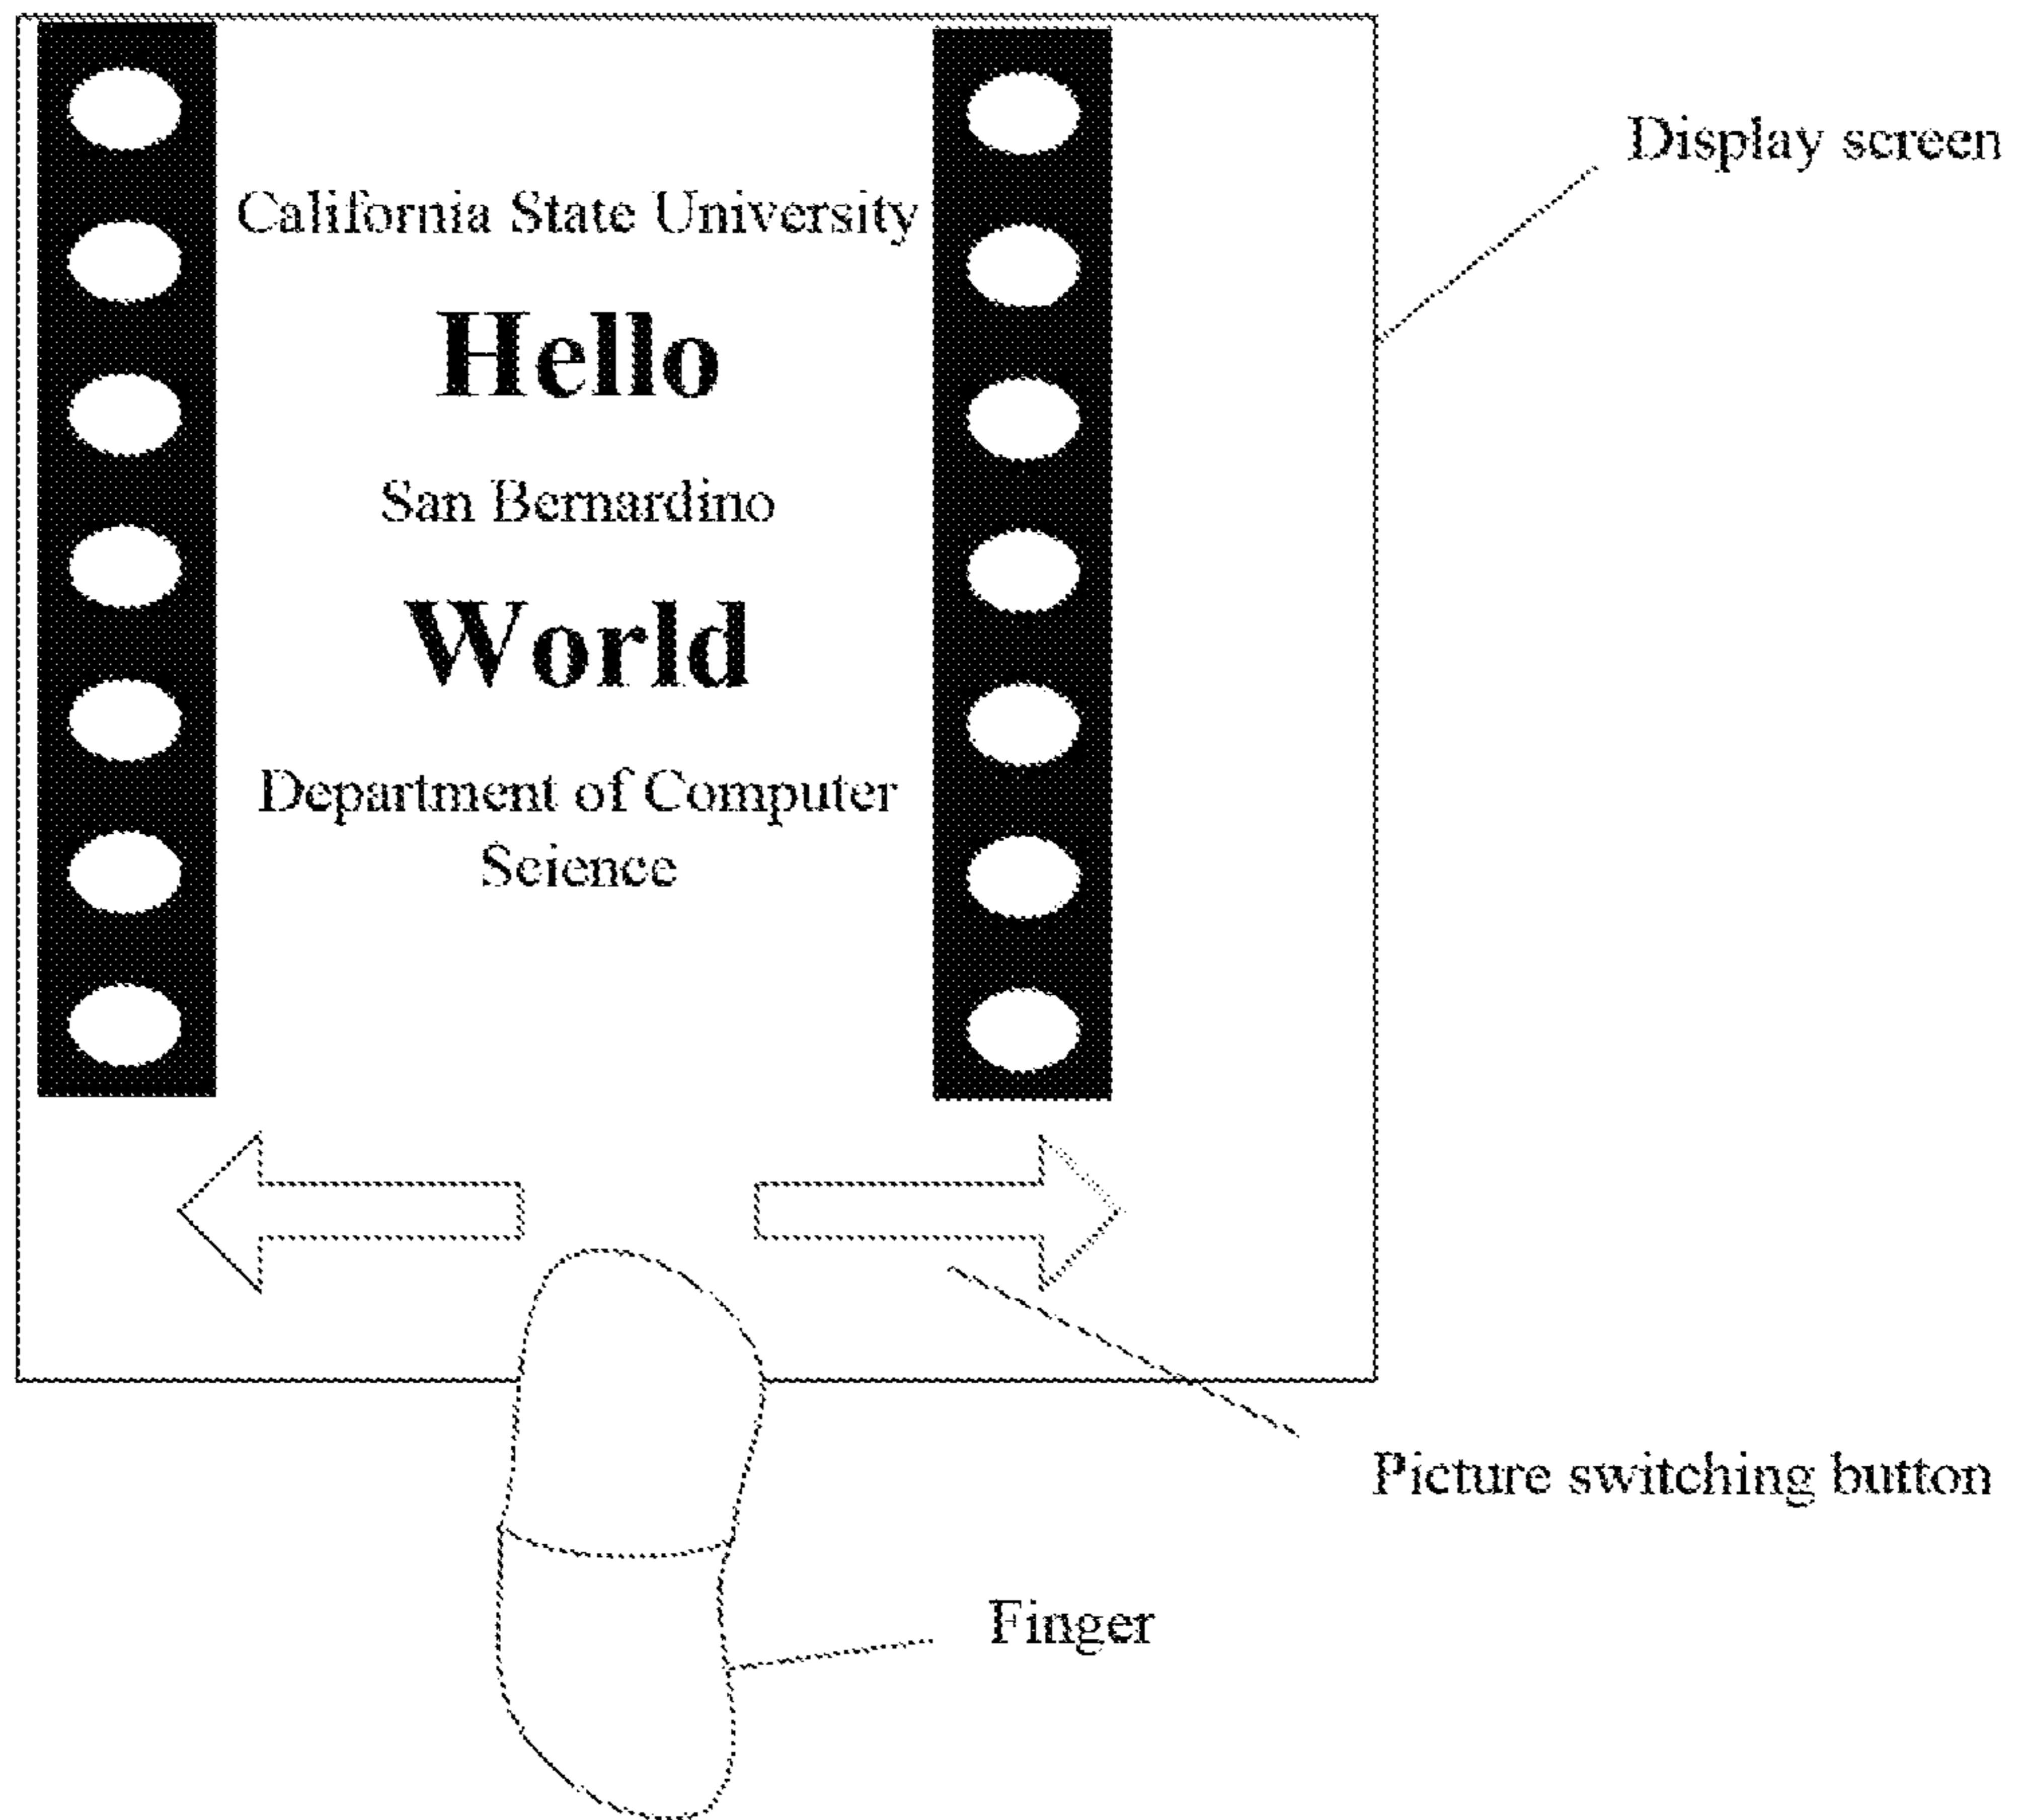 Display screen
California State University
Hello
San Bernardino
World
Department of Computer
Science
Picture switching button
Finger